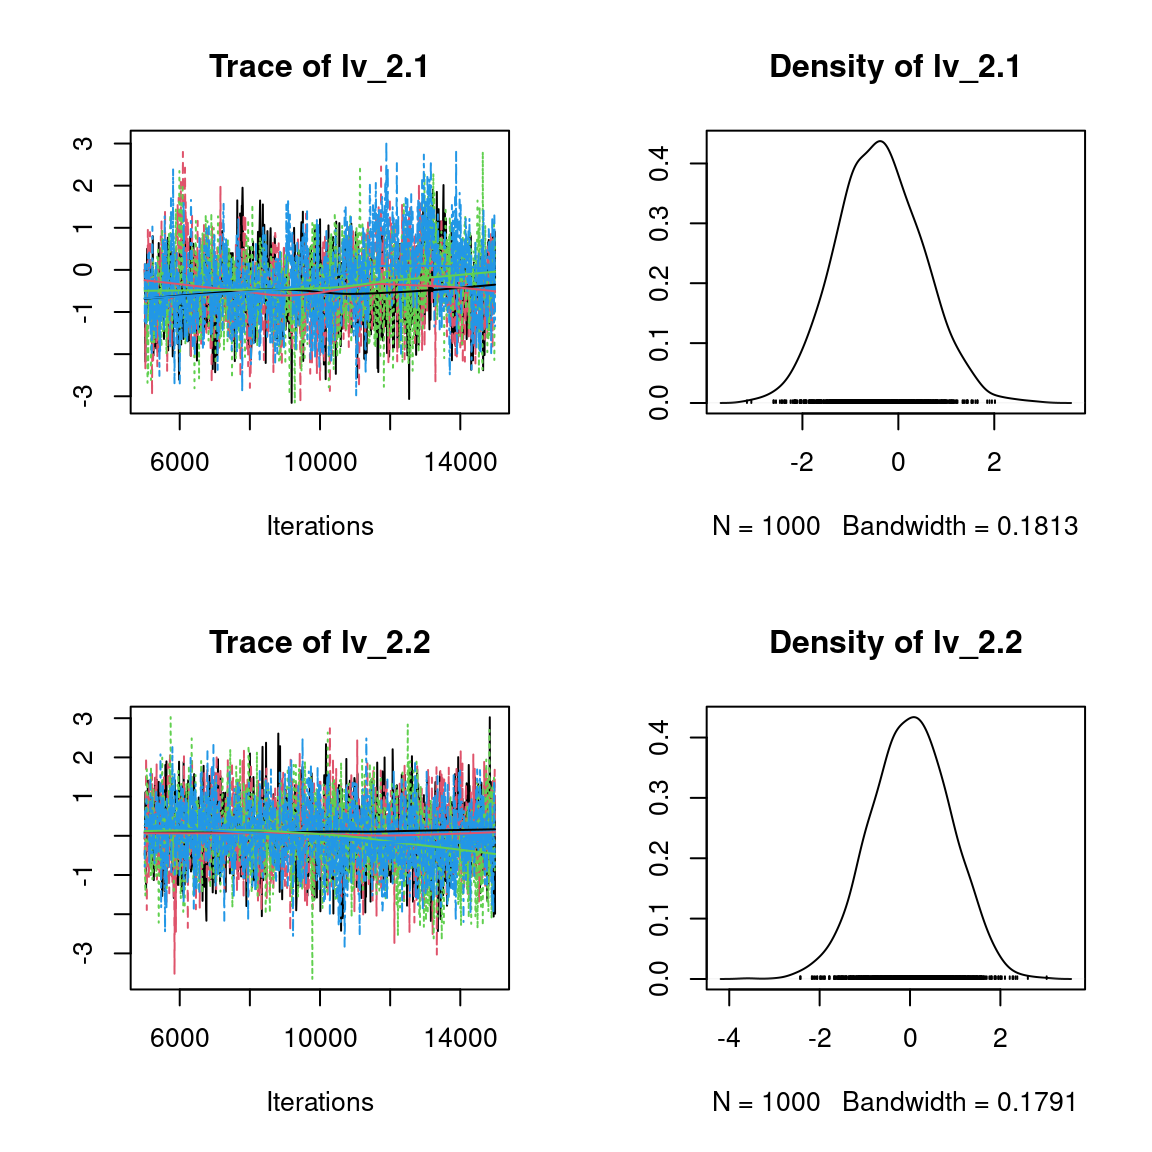 Trace of lv_2.1
3
2
1
0
-1
-3
6000 10000 14000
Iterations
Density of lv_2.1
0.4
0.3
0.2
0.1
0.0
-2 0 2
N = 1000 Bandwidth = 0.1813
Trace of lv_2.2
3
2
1
-1
-3
6000 10000 14000
Iterations
Density of lv_2.2
0.4
0.3
0.2
0.1
0.0
-4 -2 0 2
N = 1000 Bandwidth = 0.1791